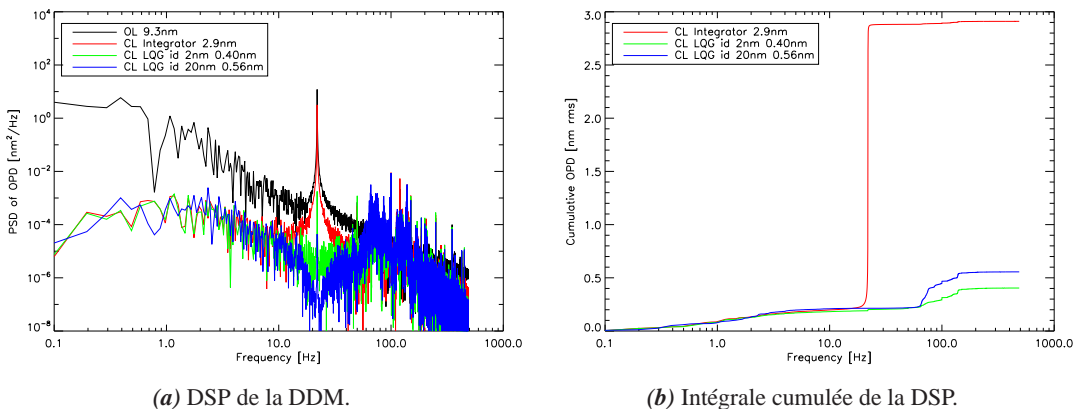 OL 9.3nm
CL Integrator 2.9nm
CL LQG id 2nm 0.40nm
CL LQG id 20nm 0.56nm
PSD of OPD [nm²/Hz]
10⁴
10²
10⁰
10⁻²
10⁻⁴
10⁻⁶
10⁻⁸
0.1
1.0
10.0
100.0
1000.0
Frequency [Hz]
(a) DSP de la DDM.
CL Integrator 2.9nm
CL LQG id 2nm 0.40nm
CL LQG id 20nm 0.56nm
Cumulative OPD [nm rms]
3.0
2.5
2.0
1.5
1.0
0.5
0.0
0.1
1.0
10.0
100.0
1000.0
Frequency [Hz]
(b) Intégrale cumulée de la DSP.